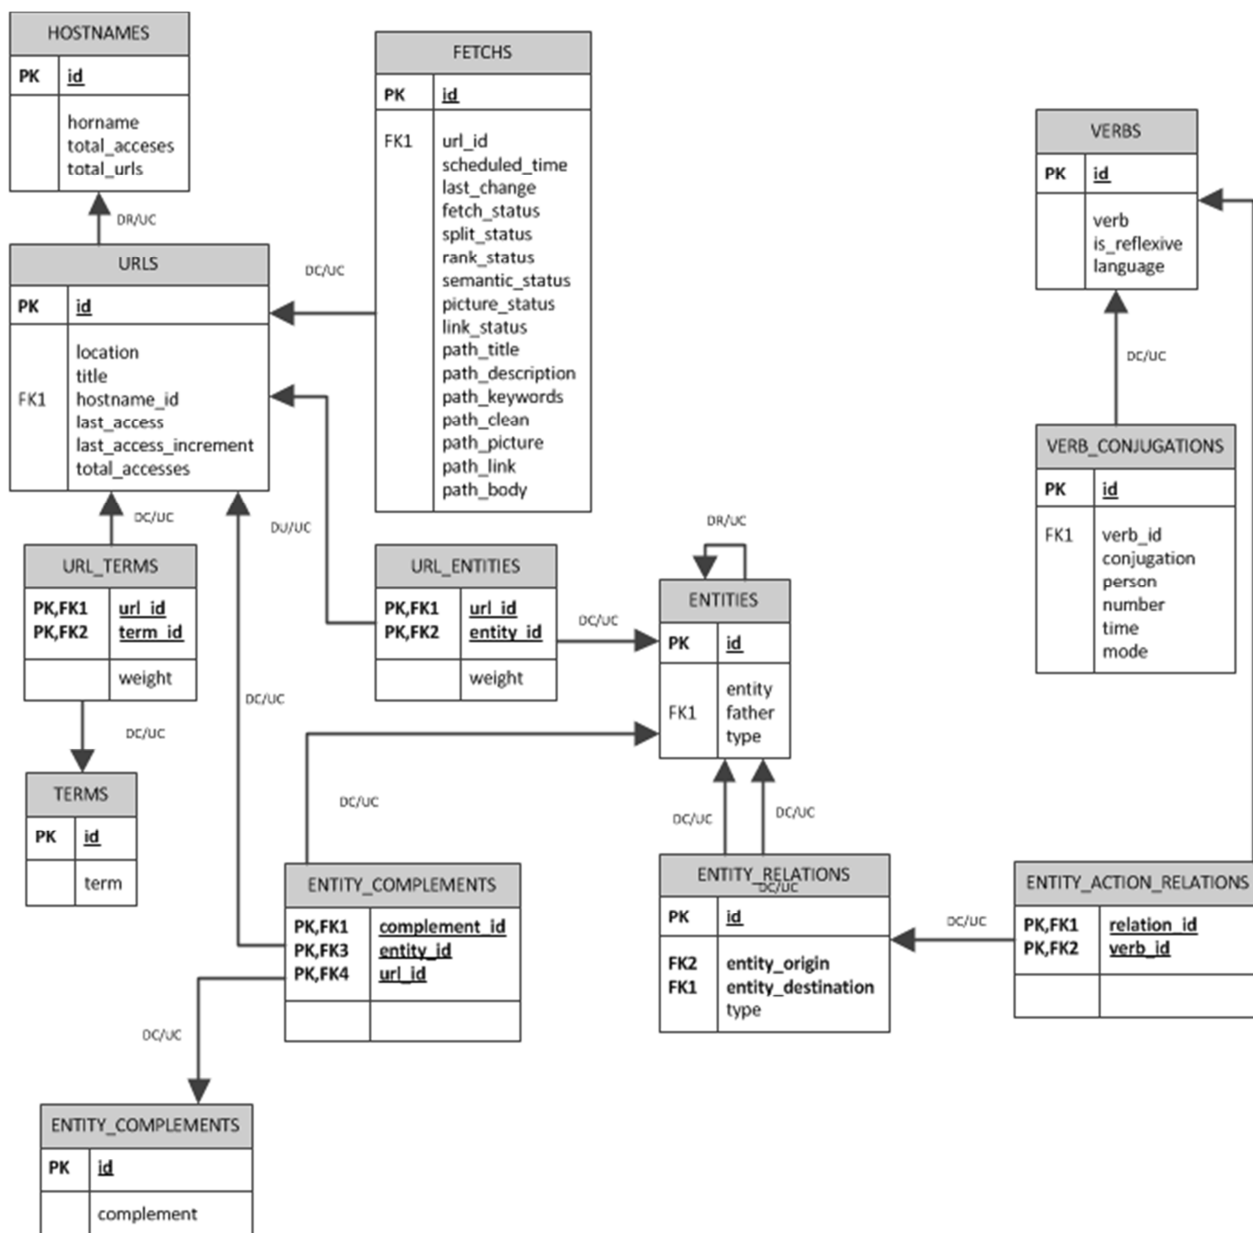 HOSTNAMES
PK id
horname
total_acceses
total_urls
DR/UC
URLS
PK id
location
title
FK1 hostname_id
last_access
last_access_increment
total_accesses
DC/UC
FETCHS
PK id
FK1 url_id
scheduled_time
last_change
fetch_status
split_status
rank_status
semantic_status
picture_status
link_status
path_title
path_description
path_keywords
path_clean
path_picture
path_link
path_body
VERBS
PK id
verb
is_reflexive
language
DC/UC
VERB_CONJUGATIONS
PK id
FK1 verb_id
conjugation
person
number
time
mode
DC/UC
DU/UC
URL_TERMS
PK,FK1 url_id
PK,FK2 term_id
weight
DC/UC
TERMS
PK id
term
DC/UC
URL_ENTITIES
PK,FK1 url_id
PK,FK2 entity_id
weight
DC/UC
DR/UC
ENTITIES
PK id
entity
FK1 father
type
DC/UC
DC/UC
DC/UC
ENTITY_COMPLEMENTS
PK,FK1 complement_id
PK,FK3 entity_id
PK,FK4 url_id
DC/UC
ENTITY_COMPLEMENTS
PK id
complement
ENTITY_RELATIONS
DC/UC
PK id
FK2 entity_origin
FK1 entity_destination
type
DC/UC
ENTITY_ACTION_RELATIONS
PK,FK1 relation_id
PK,FK2 verb_id